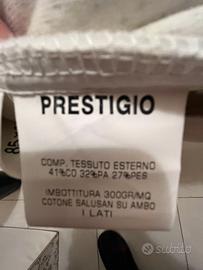 PRESTIGIO
COMP. TESSUTO ESTERNO
41%CO 32%PA 27%PES
IMBOTTITURA 300GR/MQ
COTONE SALUSAN SU AMBO
I LATI
subito